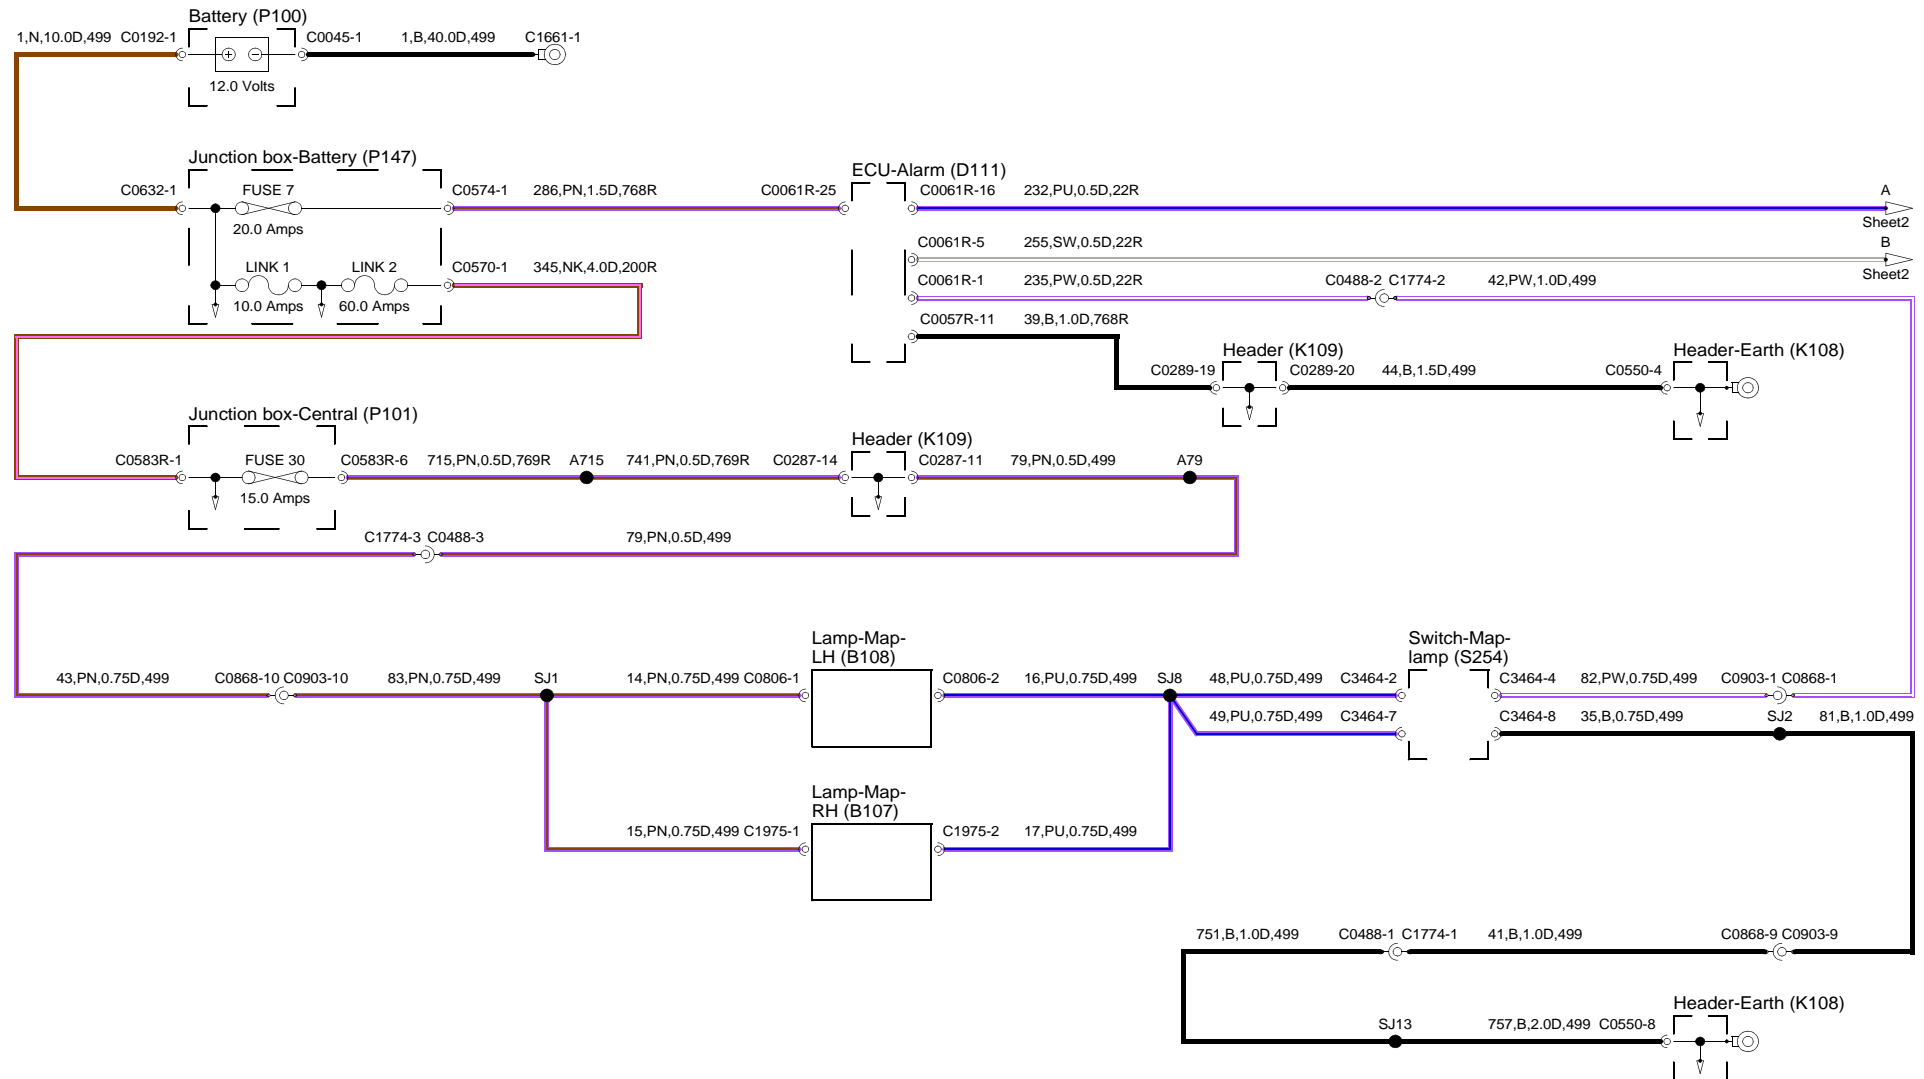 Battery (P100)
1,N,10.0D,499 C0192-1 C0045-1 1,B,40.0D,499 C1661-1
12.0 Volts
Junction box-Battery (P147)
ECU-Alarm (D111)
C0632-1 FUSE 7 C0574-1 286,PN,1.5D,768R C0061R-25 C0061R-16 232,PU,0.5D,22R A
20.0 Amps
Sheet2
C0061R-5 255,SW,0.5D,22R B
LINK 1 LINK 2 C0570-1 345,NK,4.0D,200R
Sheet2
C0061R-1 235,PW,0.5D,22R C0488-2 C1774-2 42,PW,1.0D,499
10.0 Amps 60.0 Amps
C0057R-11 39,B,1.0D,768R
Header (K109) Header-Earth (K108)
C0289-19 C0289-20 44,B,1.5D,499 C0550-4
Junction box-Central (P101)
Header (K109)
C0583R-1 FUSE 30 C0583R-6 715,PN,0.5D,769R A715 741,PN,0.5D,769R C0287-14 C0287-11 79,PN,0.5D,499 A79
15.0 Amps
C1774-3 C0488-3 79,PN,0.5D,499
Lamp-Map-
LH (B108)
Switch-Map-
lamp (S254)
43,PN,0.75D,499 C0868-10 C0903-10 83,PN,0.75D,499 SJ1 14,PN,0.75D,499 C0806-1 C0806-2 16,PU,0.75D,499 SJ8 48,PU,0.75D,499 C3464-2 C3464-4 82,PW,0.75D,499 C0903-1 C0868-1
49,PU,0.75D,499 C3464-7 C3464-8 35,B,0.75D,499 SJ2 81,B,1.0D,499
Lamp-Map-
RH (B107)
15,PN,0.75D,499 C1975-1 C1975-2 17,PU,0.75D,499
751,B,1.0D,499 C0488-1 C1774-1 41,B,1.0D,499 C0868-9 C0903-9
Header-Earth (K108)
SJ13 757,B,2.0D,499 C0550-8